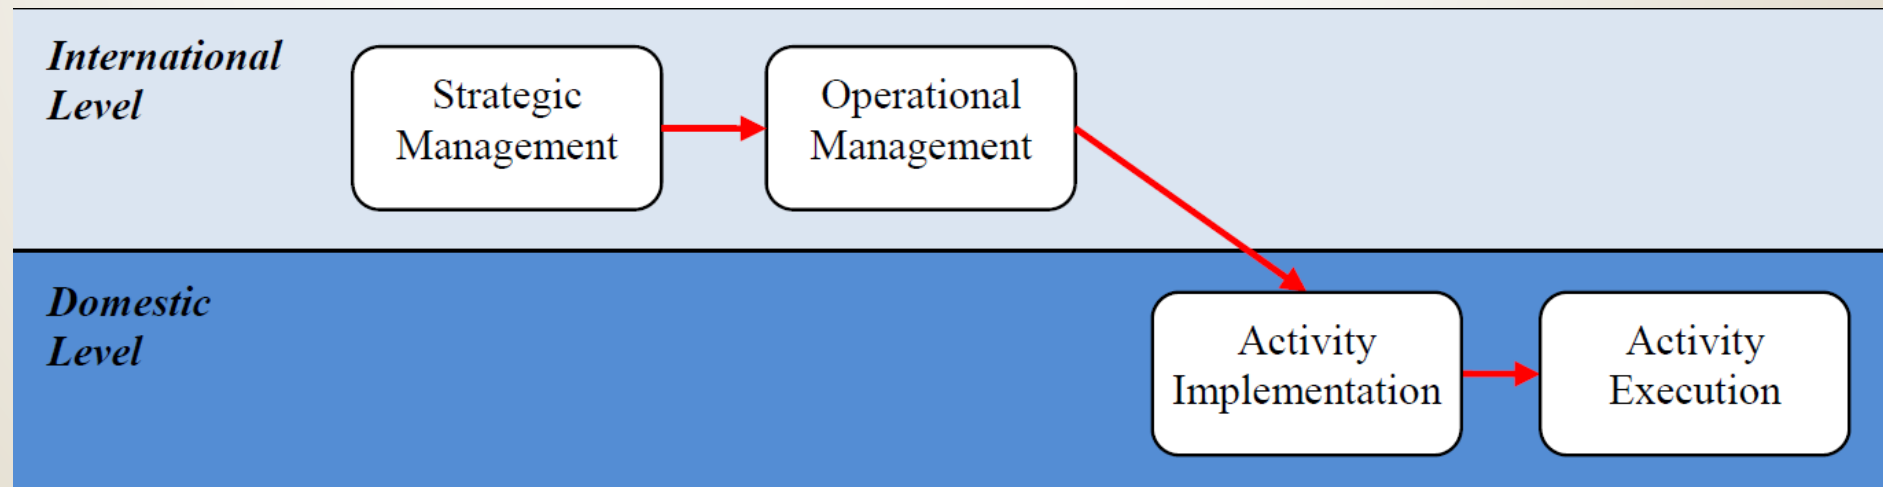 International
Level
Strategic
Management
Operational
Management
Domestic
Level
Activity
Implementation
Activity
Execution